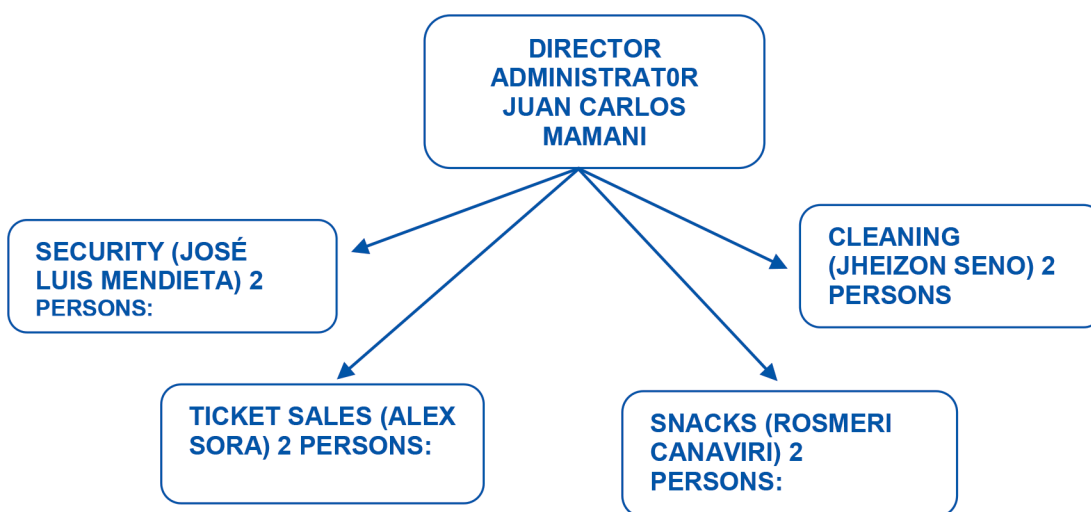 DIRECTOR
ADMINISTRAT0R
JUAN CARLOS
MAMANI
SECURITY (JOSÉ
LUIS MENDIETA) 2
PERSONS:
CLEANING
(JHEIZON SENO) 2
PERSONS
TICKET SALES (ALEX
SORA) 2 PERSONS:
SNACKS (ROSMERI
CANAVIRI) 2
PERSONS: